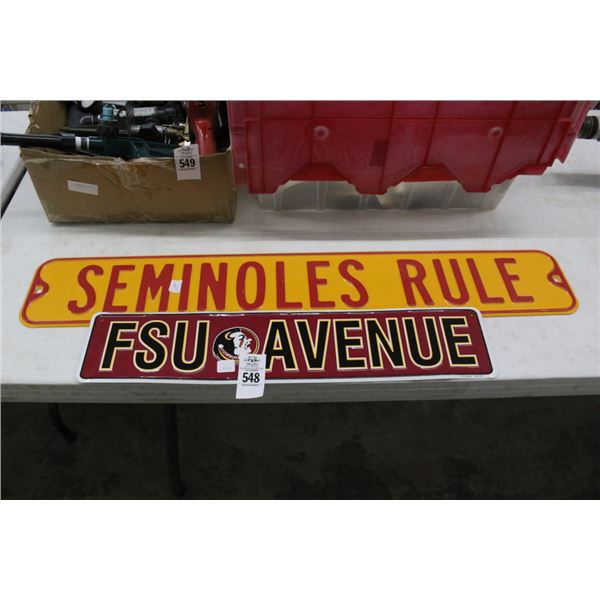 549
SEMINOLES RULE
FSU AVENUE
548